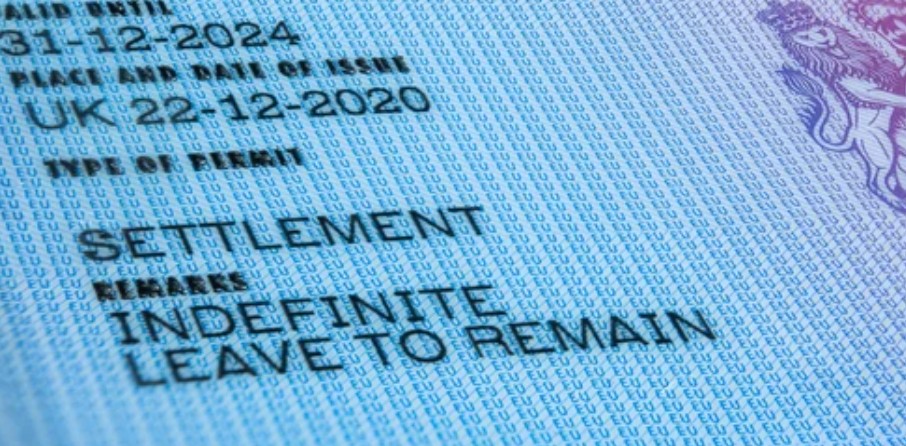 VALID UNTIL
31-12-2024
PLACE AND DATE OF ISSUE
UK 22-12-2020
TYPE OF PERMIT
SETTLEMENT
REMARKS
INDEFINITE
LEAVE TO REMAIN